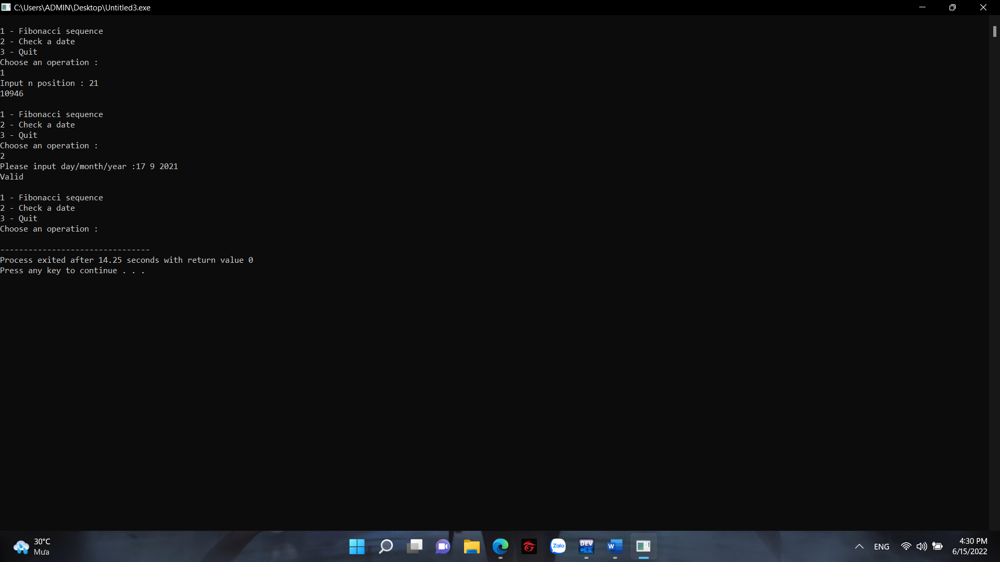 C:\Users\ADMIN\Desktop\Untitled3.exe
1 - Fibonacci sequence
2 - Check a date
3 - Quit
Choose an operation :
1
Input n position : 21
10946
1 - Fibonacci sequence
2 - Check a date
3 - Quit
Choose an operation :
2
Please input day/month/year :17 9 2021
Valid
1 - Fibonacci sequence
2 - Check a date
3 - Quit
Choose an operation :
--------------------------------
Process exited after 14.25 seconds with return value 0
Press any key to continue . . .
30°C
Mưa
Zalo
DEV
C++
W
ENG
4:30 PM
6/15/2022